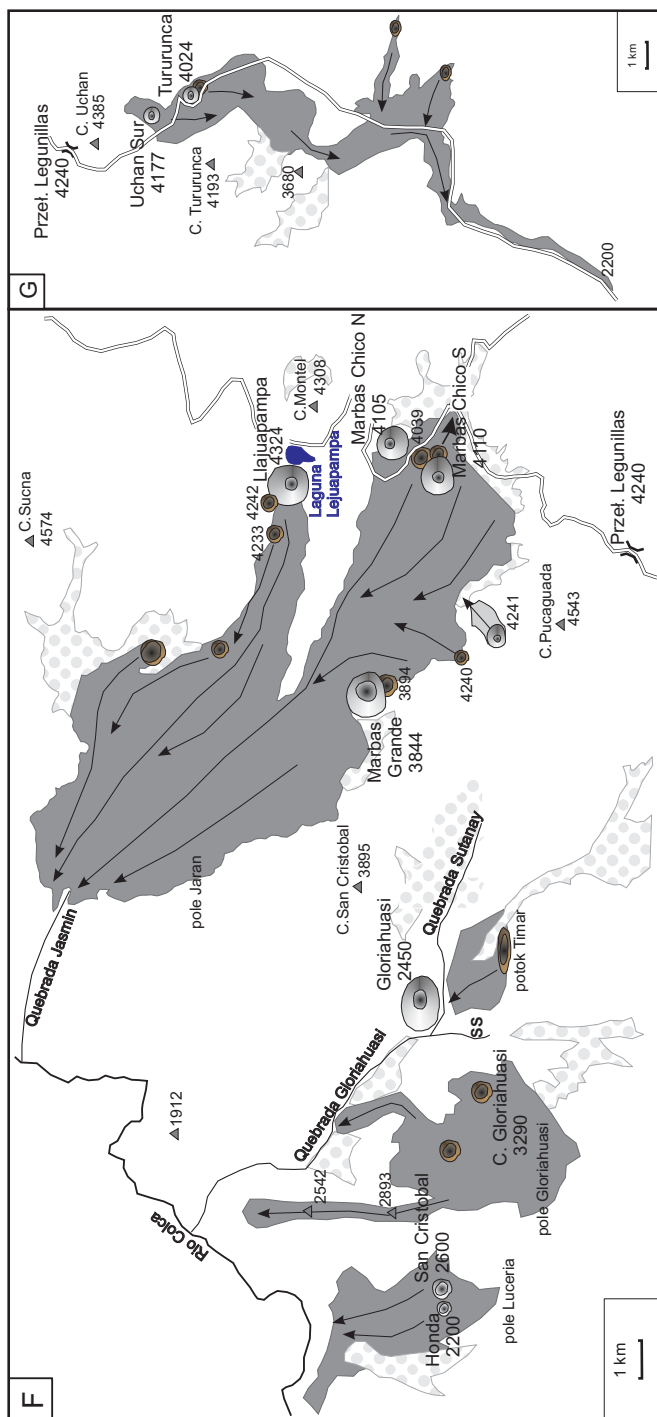 F
Río Colca
1912
Quebrada Jasmin
pole Jaran
C.Sucna
4574
Quebrada Gloriahuasi
2542
2893
San Cristobal
2600
Honda
2200
pole Luceria
C. Gloriahuasi
3290
pole Gloriahuasi
SS
Gloriahuasi
2450
Quebrada Sutanay
potok Timar
C.San Cristobal
3895
Marbas
Grande
3844
3894
4240
4233
4242
Llajuapampa
4324
Laguna
Lejuapampa
C.Montel
4308
Marbas Chico N
4105
4039
Marbas Chico S
4110
4241
C.Pucaguada
4543
Przeł. Legunillas
4240
1 km
G
Przeł. Legunillas
4240
C. Uchan
4385
Uchan Sur
4177
Tururunca
4024
C. Tururunca
4193
3680
2200
1 km